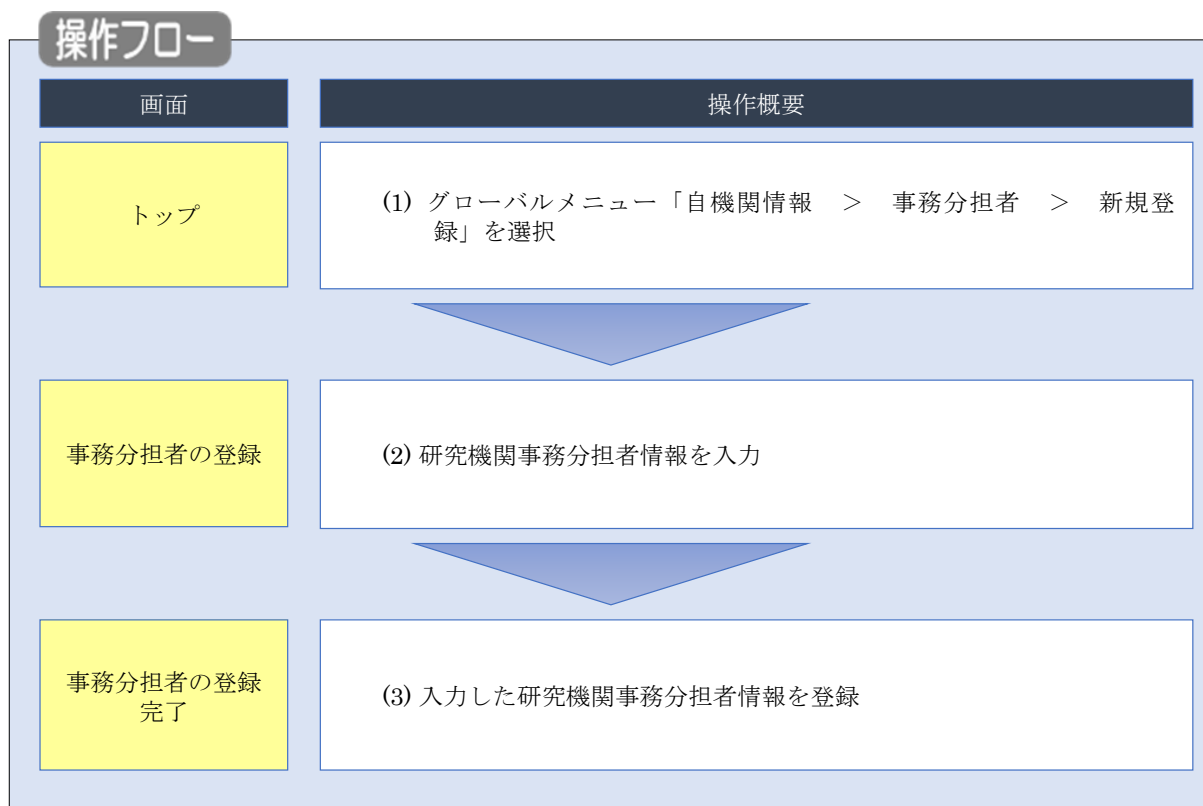 操作フロー
画面
操作概要
トップ
(1) グローバルメニュー「自機関情報　＞　事務分担者　＞　新規登
録」を選択
事務分担者の登録
(2) 研究機関事務分担者情報を入力
事務分担者の登録
完了
(3) 入力した研究機関事務分担者情報を登録